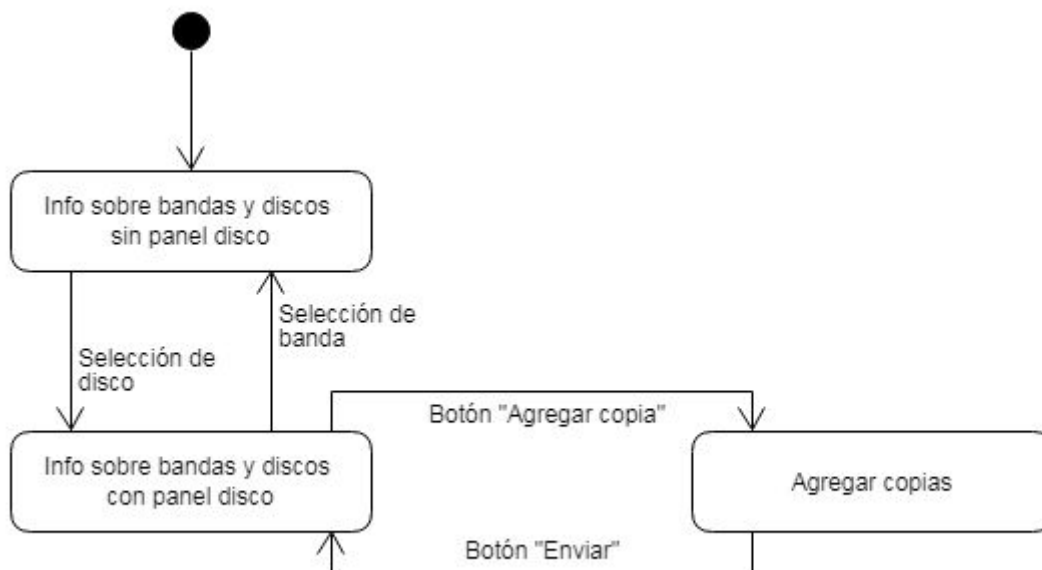 Info sobre bandas y discos
sin panel disco
Selección de
banda
Selección de
disco
Botón "Agregar copia"
Info sobre bandas y discos
con panel disco
Agregar copias
Botón "Enviar"